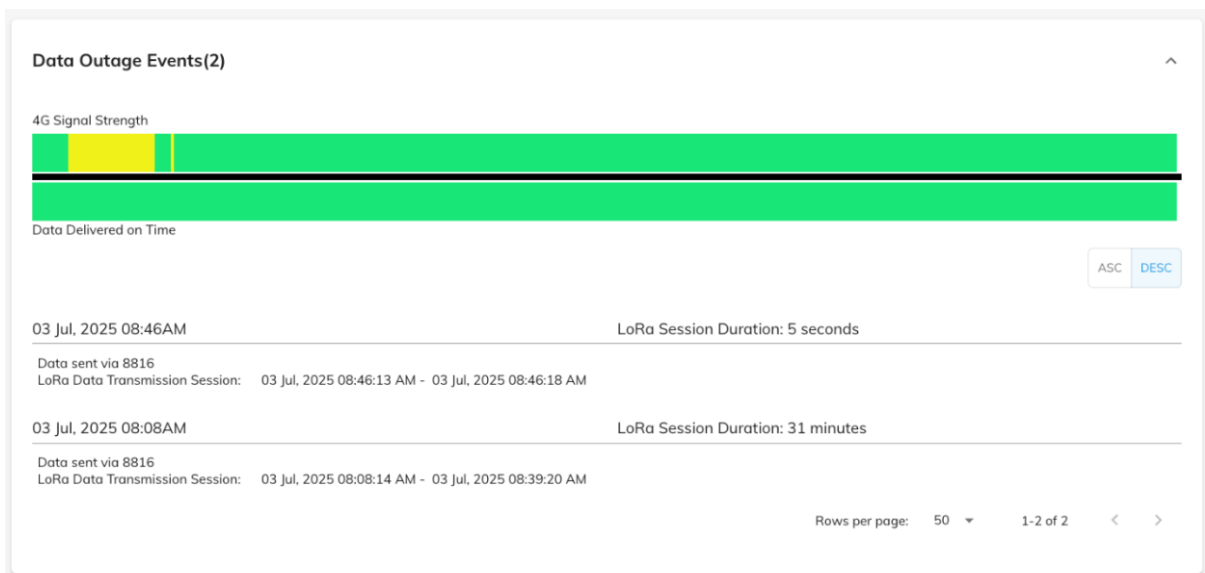 Data Outage Events(2)
4G Signal Strength
Data Delivered on Time
ASC DESC
03 Jul, 2025 08:46AM LoRa Session Duration: 5 seconds
Data sent via 8816
LoRa Data Transmission Session: 03 Jul, 2025 08:46:13 AM - 03 Jul, 2025 08:46:18 AM
03 Jul, 2025 08:08AM LoRa Session Duration: 31 minutes
Data sent via 8816
LoRa Data Transmission Session: 03 Jul, 2025 08:08:14 AM - 03 Jul, 2025 08:39:20 AM
Rows per page: 50 1-2 of 2